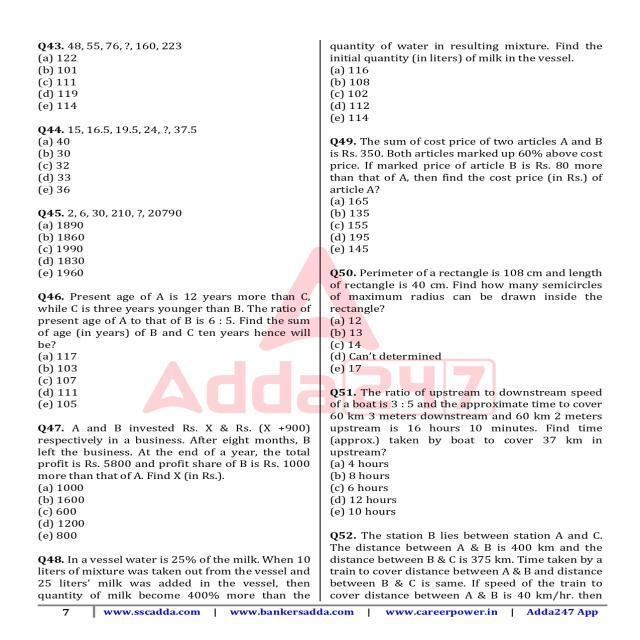 Q43. 48, 55, 76, ?, 160, 223
(a) 122
(b) 101
(c) 111
(d) 119
(e) 114
Q44. 15, 16.5, 19.5, 24, ?, 37.5
(a) 40
(b) 30
(c) 32
(d) 33
(e) 36
Q45. 2, 6, 30, 210, ?, 20790
(a) 1890
(b) 1860
(c) 1990
(d) 1830
(e) 1960
Q46. Present age of A is 12 years more than C,
while C is three years younger than B. The ratio of
present age of A to that of B is 6 : 5. Find the sum
of age (in years) of B and C ten years hence will
be?
(a) 117
(b) 103
(c) 107
(d) 111
(e) 105
Q47. A and B invested Rs. X & Rs. (X +900)
respectively in a business. After eight months, B
left the business. At the end of a year, the total
profit is Rs. 5800 and profit share of B is Rs. 1000
more than that of A. Find X (in Rs.).
(a) 1000
(b) 1600
(c) 600
(d) 1200
(e) 800
Q48. In a vessel water is 25% of the milk. When 10
liters of mixture was taken out from the vessel and
25 liters' milk was added in the vessel, then
quantity of milk become 400% more than the
quantity of water in resulting mixture. Find the
initial quantity (in liters) of milk in the vessel.
(a) 116
(b) 108
(c) 102
(d) 112
(e) 114
Q49. The sum of cost price of two articles A and B
is Rs. 350. Both articles marked up 60% above cost
price. If marked price of article B is Rs. 80 more
than that of A, then find the cost price (in Rs.) of
article A?
(a) 165
(b) 135
(c) 155
(d) 195
(e) 145
Q50. Perimeter of a rectangle is 108 cm and length
of rectangle is 40 cm. Find how many semicircles
of maximum radius can be drawn inside the
rectangle?
(a) 12
(b) 13
(c) 14
(d) Can't determined
(e) 17
Q51. The ratio of upstream to downstream speed
of a boat is 3 : 5 and the approximate time to cover
60 km 3 meters downstream and 60 km 2 meters
upstream is 16 hours 10 minutes. Find time
(approx.) taken by boat to cover 37 km in
upstream?
(a) 4 hours
(b) 8 hours
(c) 6 hours
(d) 12 hours
(e) 10 hours
Q52. The station B lies between station A and C.
The distance between A & B is 400 km and the
distance between B & C is 375 km. Time taken by a
train to cover distance between A & B and distance
between B & C is same. If speed of the train to
cover distance between A & B is 40 km/hr. then
Adda247
7 | www.sscadda.com | www.bankersadda.com | www.careerpower.in | Adda247 App